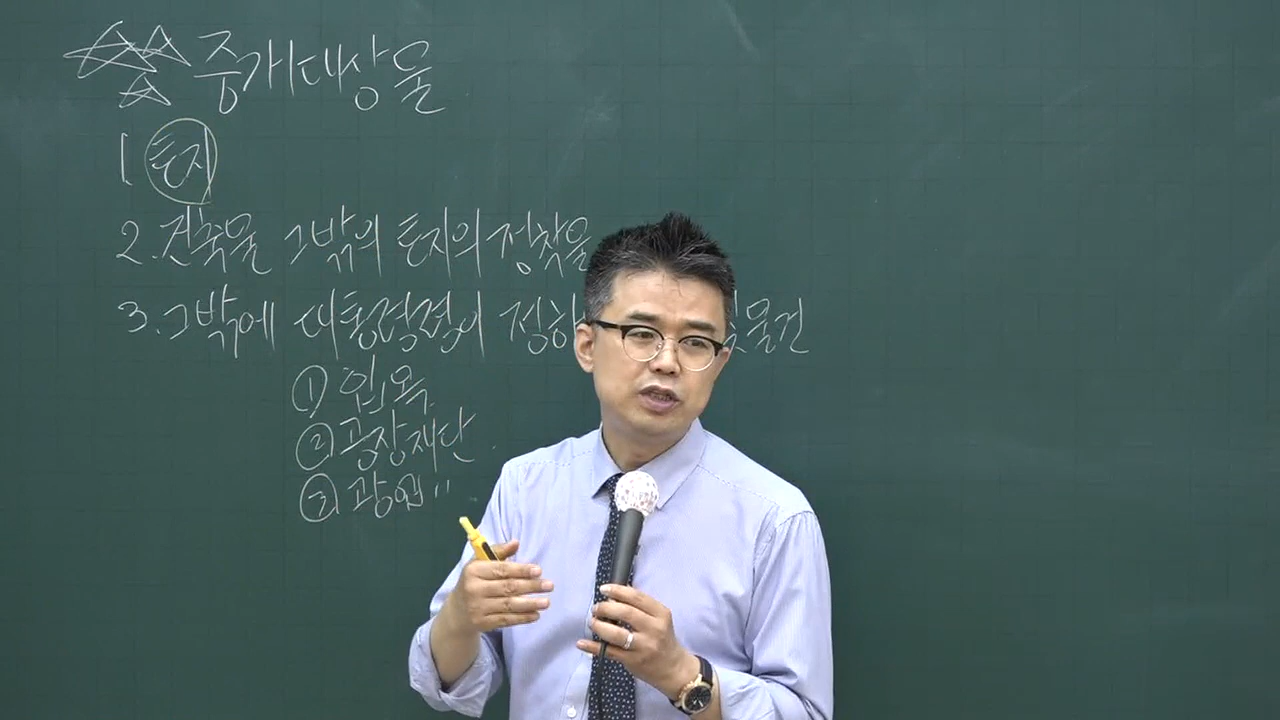 중개대상물
1 토지
2. 건축물 그밖의 토지의 정착물
3. 그밖에 대통령령이 정하 물건
① 입목
② 공장재단
③ 광업 〃